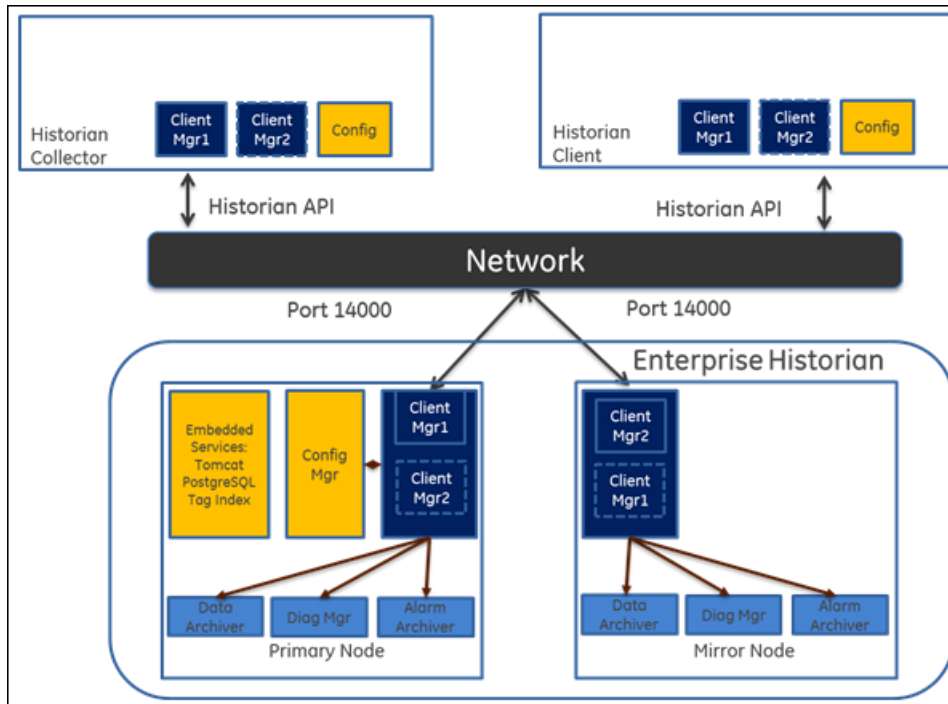 Historian
Collector
Client
Mgr1
Client
Mgr2
Config
Historian
Client
Client
Mgr1
Client
Mgr2
Config
Historian API
Historian API
Network
Port 14000
Port 14000
Enterprise Historian
Embedded
Services:
Tomcat
PostgreSQL
Tag Index
Config
Mgr
Client
Mgr1
Client
Mgr2
Client
Mgr2
Client
Mgr1
Data
Archiver
Diag Mgr
Alarm
Archiver
Primary Node
Data
Archiver
Diag Mgr
Alarm
Archiver
Mirror Node